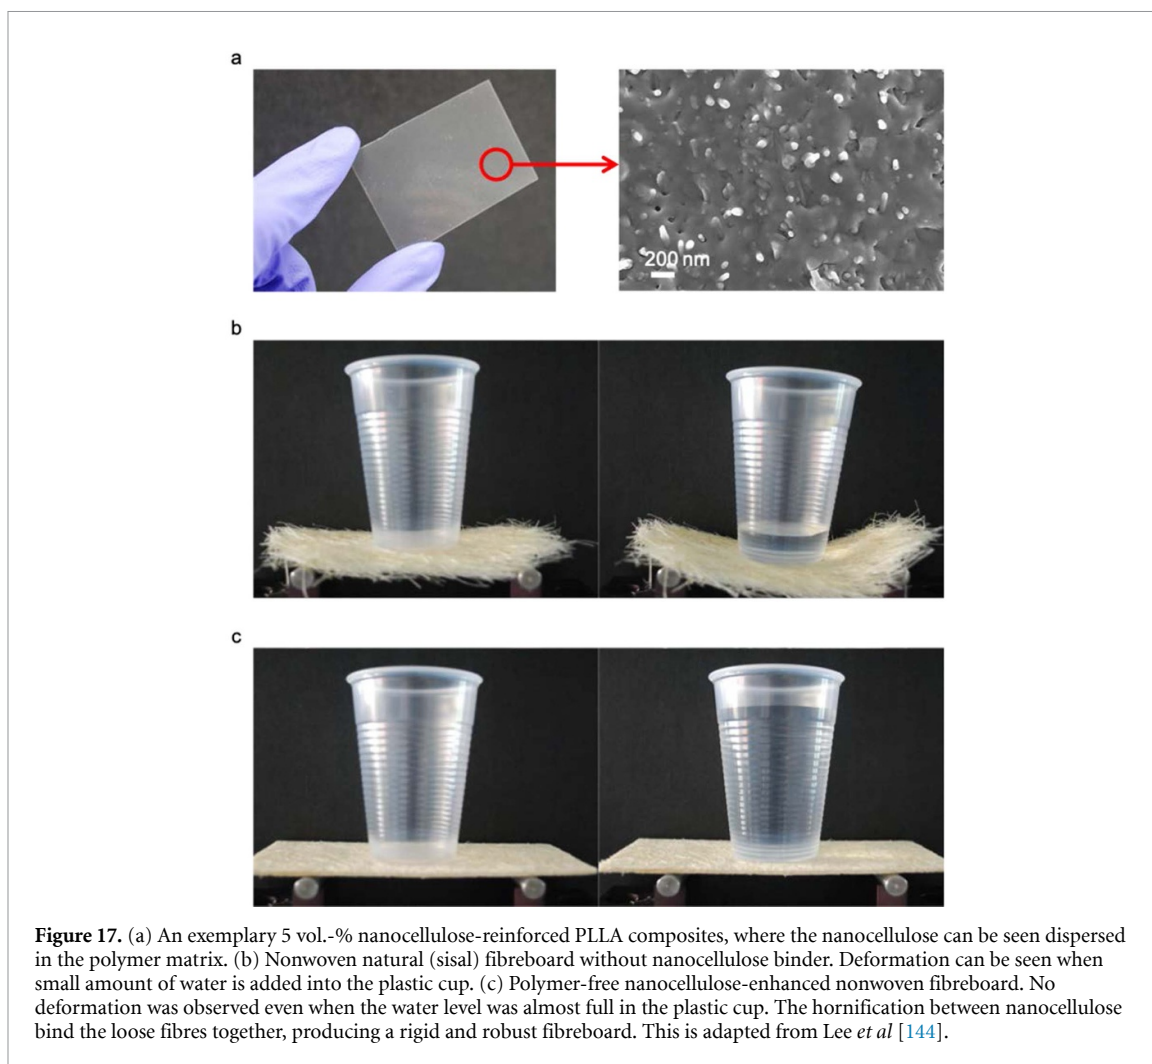 a
200 nm
b
c
Figure 17. (a) An exemplary 5 vol.-% nanocellulose-reinforced PLLA composites, where the nanocellulose can be seen dispersed
in the polymer matrix. (b) Nonwoven natural (sisal) fibreboard without nanocellulose binder. Deformation can be seen when
small amount of water is added into the plastic cup. (c) Polymer-free nanocellulose-enhanced nonwoven fibreboard. No
deformation was observed even when the water level was almost full in the plastic cup. The hornification between nanocellulose
bind the loose fibres together, producing a rigid and robust fibreboard. This is adapted from Lee et al [144].